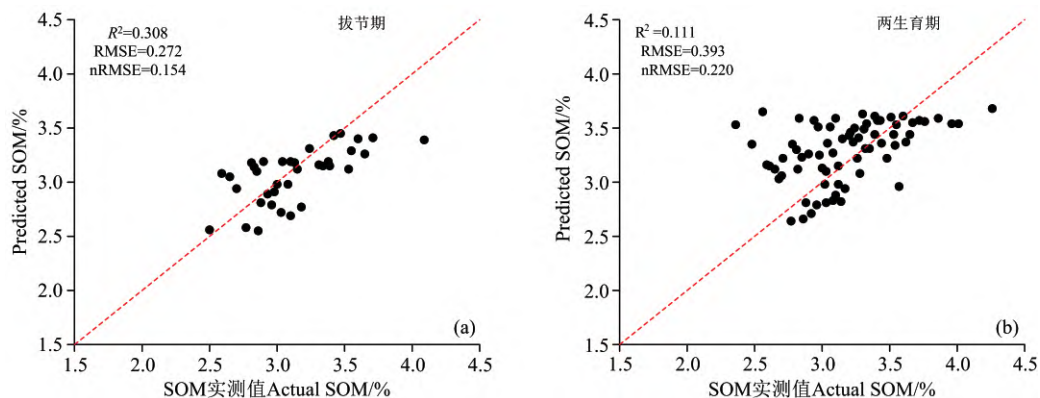 4.5
4.0
3.5
3.0
2.5
2.0
1.5
Predicted SOM/%
R²=0.308
RMSE=0.272
nRMSE=0.154
拔节期
(a)
1.5 2.0 2.5 3.0 3.5 4.0 4.5
SOM实测值Actual SOM/%
4.5
4.0
3.5
3.0
2.5
2.0
1.5
Predicted SOM/%
R² =0.111
RMSE=0.393
nRMSE=0.220
两生育期
(b)
1.5 2.0 2.5 3.0 3.5 4.0 4.5
SOM实测值Actual SOM/%